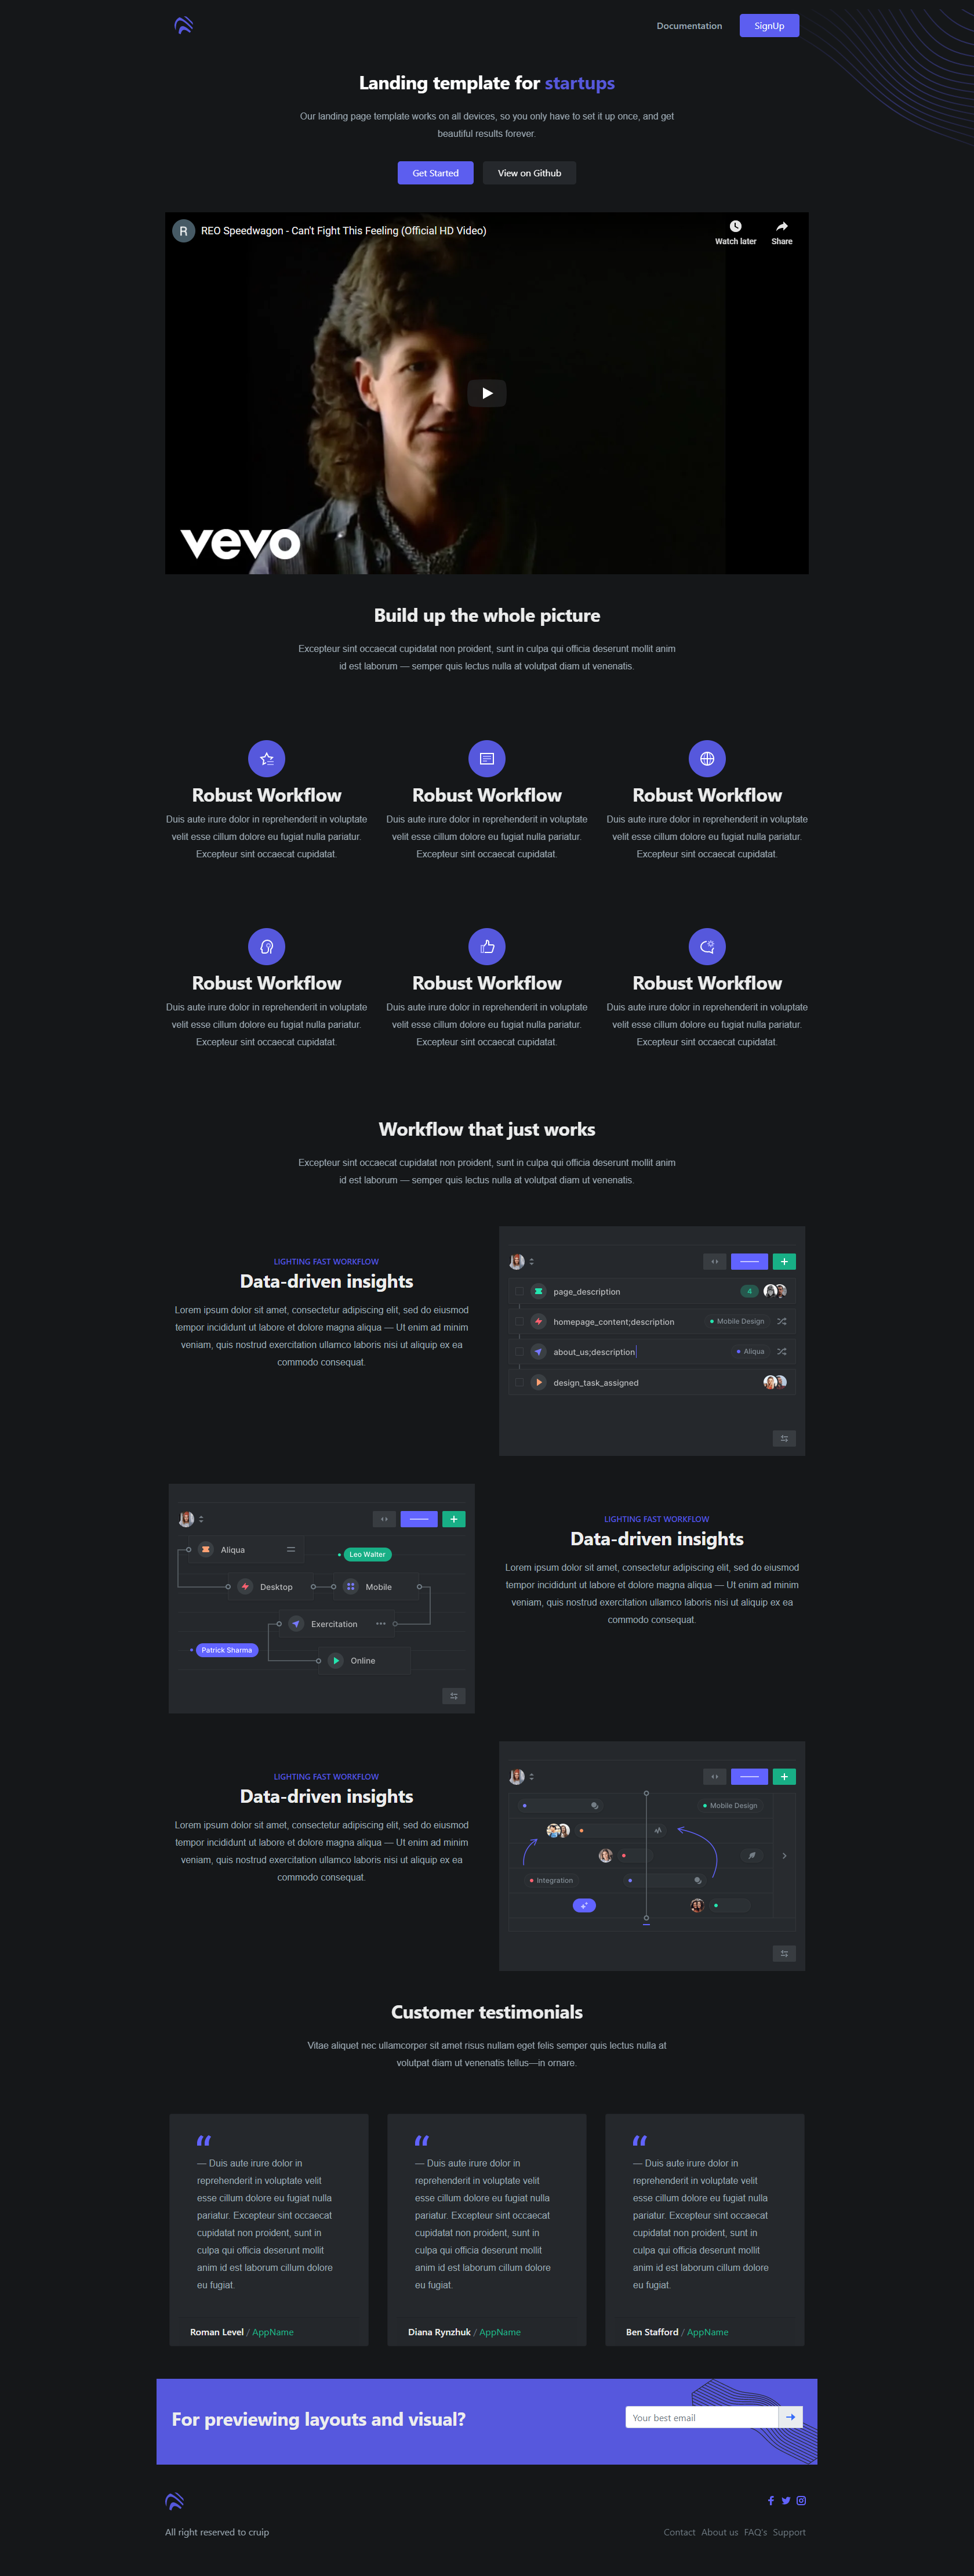 Documentation
SignUp
Landing template for startups
Our landing page template works on all devices, so you only have to set it up once, and get
beautiful results forever.
Get Started
View on Github
R
REO Speedwagon - Can't Fight This Feeling (Official HD Video)
Watch later
Share
vevo
Build up the whole picture
Excepteur sint occaecat cupidatat non proident, sunt in culpa qui officia deserunt mollit anim
id est laborum — semper quis lectus nulla at volutpat diam ut venenatis.
Robust Workflow
Duis aute irure dolor in reprehenderit in voluptate
velit esse cillum dolore eu fugiat nulla pariatur.
Excepteur sint occaecat cupidatat.
Robust Workflow
Duis aute irure dolor in reprehenderit in voluptate
velit esse cillum dolore eu fugiat nulla pariatur.
Excepteur sint occaecat cupidatat.
Robust Workflow
Duis aute irure dolor in reprehenderit in voluptate
velit esse cillum dolore eu fugiat nulla pariatur.
Excepteur sint occaecat cupidatat.
Robust Workflow
Duis aute irure dolor in reprehenderit in voluptate
velit esse cillum dolore eu fugiat nulla pariatur.
Excepteur sint occaecat cupidatat.
Robust Workflow
Duis aute irure dolor in reprehenderit in voluptate
velit esse cillum dolore eu fugiat nulla pariatur.
Excepteur sint occaecat cupidatat.
Robust Workflow
Duis aute irure dolor in reprehenderit in voluptate
velit esse cillum dolore eu fugiat nulla pariatur.
Excepteur sint occaecat cupidatat.
Workflow that just works
Excepteur sint occaecat cupidatat non proident, sunt in culpa qui officia deserunt mollit anim
id est laborum — semper quis lectus nulla at volutpat diam ut venenatis.
LIGHTING FAST WORKFLOW
Data-driven insights
Lorem ipsum dolor sit amet, consectetur adipiscing elit, sed do eiusmod
tempor incididunt ut labore et dolore magna aliqua — Ut enim ad minim
veniam, quis nostrud exercitation ullamco laboris nisi ut aliquip ex ea
commodo consequat.
page_description
4
homepage_content;description
Mobile Design
about_us;description
Aliqua
design_task_assigned
Aliqua
Leo Walter
Desktop
Mobile
Exercitation
Patrick Sharma
Online
LIGHTING FAST WORKFLOW
Data-driven insights
Lorem ipsum dolor sit amet, consectetur adipiscing elit, sed do eiusmod
tempor incididunt ut labore et dolore magna aliqua — Ut enim ad minim
veniam, quis nostrud exercitation ullamco laboris nisi ut aliquip ex ea
commodo consequat.
LIGHTING FAST WORKFLOW
Data-driven insights
Lorem ipsum dolor sit amet, consectetur adipiscing elit, sed do eiusmod
tempor incididunt ut labore et dolore magna aliqua — Ut enim ad minim
veniam, quis nostrud exercitation ullamco laboris nisi ut aliquip ex ea
commodo consequat.
Mobile Design
Integration
Customer testimonials
Vitae aliquet nec ullamcorper sit amet risus nullam eget felis semper quis lectus nulla at
volutpat diam ut venenatis tellus—in ornare.
“
— Duis aute irure dolor in
reprehenderit in voluptate velit
esse cillum dolore eu fugiat nulla
pariatur. Excepteur sint occaecat
cupidatat non proident, sunt in
culpa qui officia deserunt mollit
anim id est laborum cillum dolore
eu fugiat.
Roman Level / AppName
“
— Duis aute irure dolor in
reprehenderit in voluptate velit
esse cillum dolore eu fugiat nulla
pariatur. Excepteur sint occaecat
cupidatat non proident, sunt in
culpa qui officia deserunt mollit
anim id est laborum cillum dolore
eu fugiat.
Diana Rynzhuk / AppName
“
— Duis aute irure dolor in
reprehenderit in voluptate velit
esse cillum dolore eu fugiat nulla
pariatur. Excepteur sint occaecat
cupidatat non proident, sunt in
culpa qui officia deserunt mollit
anim id est laborum cillum dolore
eu fugiat.
Ben Stafford / AppName
For previewing layouts and visual?
Your best email
All right reserved to cruip
Contact About us FAQ's Support